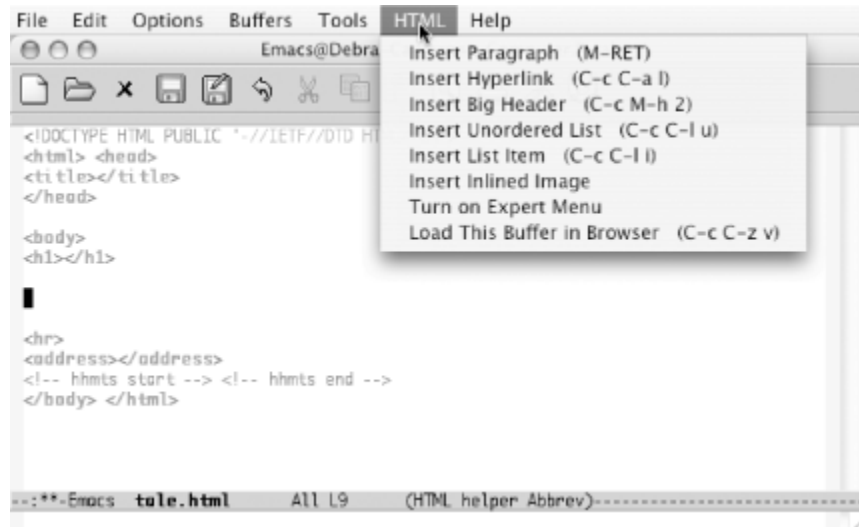 File Edit Options Buffers Tools HTML Help
Emacs@Debra
Insert Paragraph (M-RET)
Insert Hyperlink (C-c C-a l)
Insert Big Header (C-c M-h 2)
Insert Unordered List (C-c C-l u)
Insert List Item (C-c C-l i)
Insert Inlined Image
Turn on Expert Menu
Load This Buffer in Browser (C-c C-z v)
<!DOCTYPE HTML PUBLIC "-//IETF//DTD HT
<html> <head>
<title></title>
</head>
<body>
<h1></h1>
<hr>
<address></address>
<!-- hhmts start --> <!-- hhmts end -->
</body> </html>
--:**-Emacs tale.html All L9 (HTML helper Abbrev)---------------------------